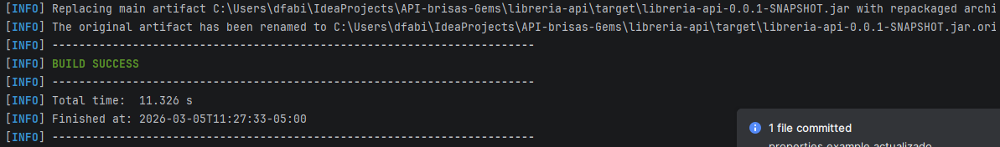 [INFO] Replacing main artifact C:\Users\dfabi\IdeaProjects\API-brisas-Gems\libreria-api\target\libreria-api-0.0.1-SNAPSHOT.jar with repackaged archi
[INFO] The original artifact has been renamed to C:\Users\dfabi\IdeaProjects\API-brisas-Gems\libreria-api\target\libreria-api-0.0.1-SNAPSHOT.jar.ori
[INFO] ------------------------------------------------------------------------
[INFO] BUILD SUCCESS
[INFO] ------------------------------------------------------------------------
[INFO] Total time:  11.326 s
[INFO] Finished at: 2026-03-05T11:27:33-05:00
[INFO] ------------------------------------------------------------------------
1 file committed
properties example actualizado